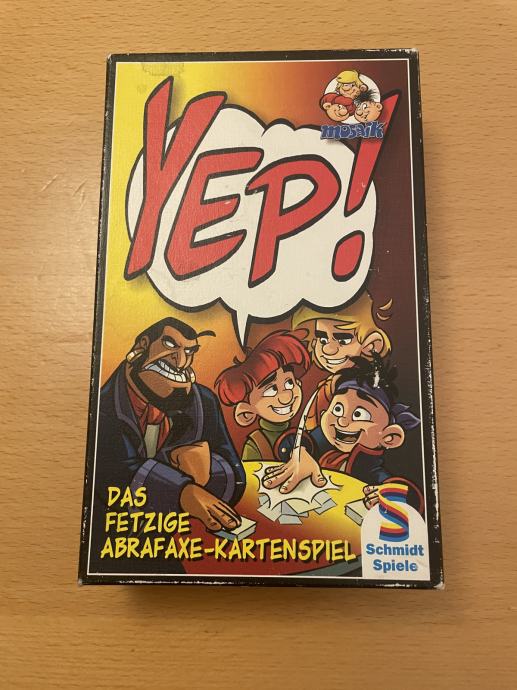 YEP!
mosaik
DAS
FETZIGE
ABRAFAXE-KARTENSPIEL
Schmidt
Spiele